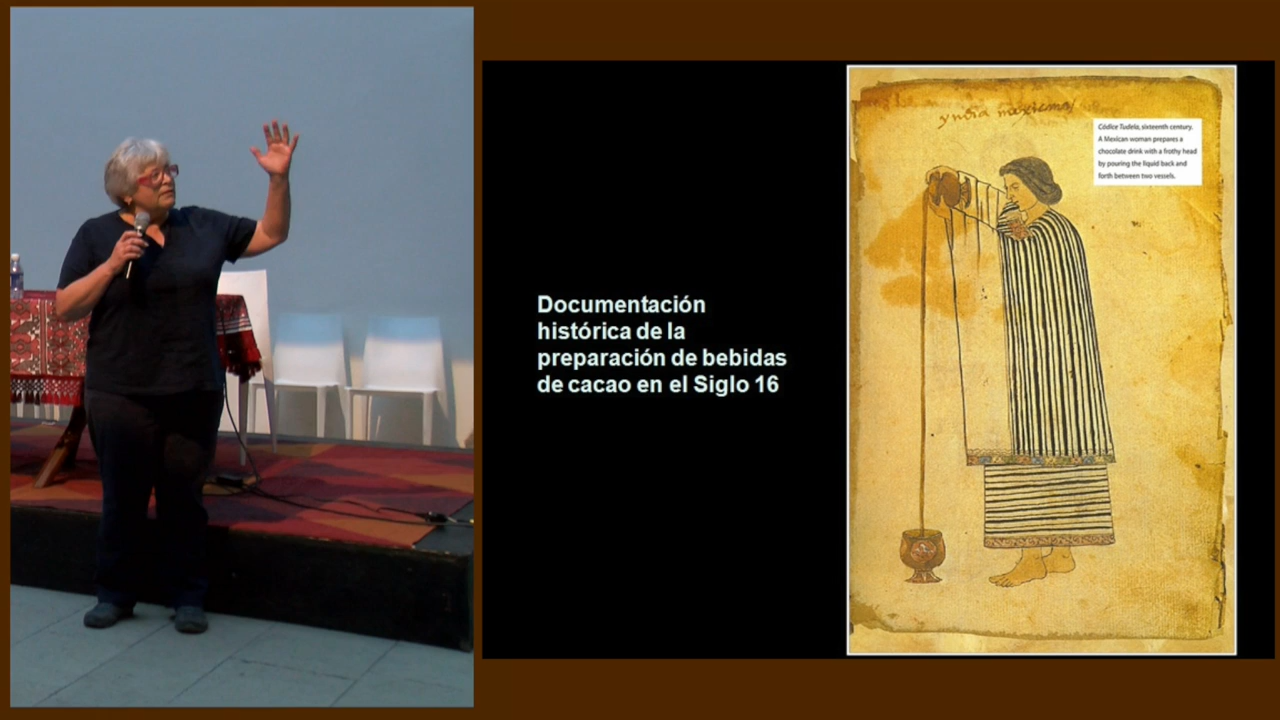 Documentación
histórica de la
preparación de bebidas
de cacao en el Siglo 16
yndia mexicana
Códice Tudela, sixteenth century.
A Mexican woman prepares a
chocolate drink with a frothy head
by pouring the liquid back and
forth between two vessels.